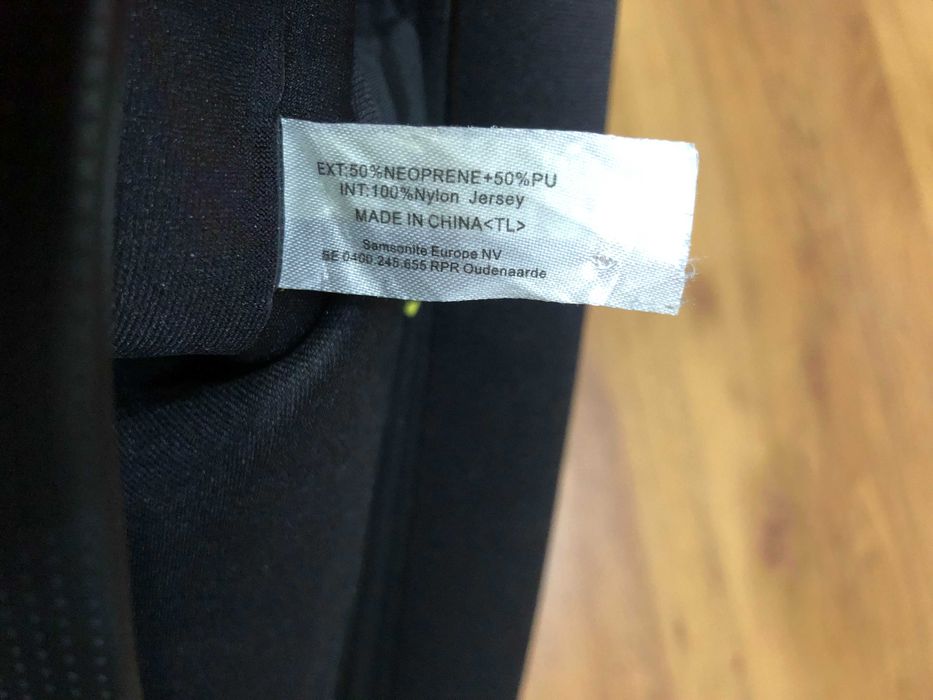 EXT:50%NEOPRENE+50%PU
INT:100%Nylon Jersey
MADE IN CHINA<TL>
Samsonite Europe NV
BE 0400.245.655 RPR Oudenaarde